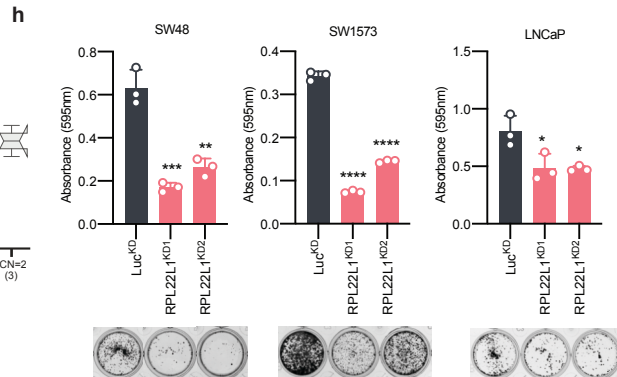 h
SW48
SW1573
LNCaP
Absorbance (595nm)
0.8
0.6
0.4
0.2
0.0
***
**
Luc^KD
RPL22L1^KD1
RPL22L1^KD2
Absorbance (595nm)
0.4
0.3
0.2
0.1
0.0
****
****
Luc^KD
RPL22L1^KD1
RPL22L1^KD2
Absorbance (595nm)
1.5
1.0
0.5
0.0
*
*
Luc^KD
RPL22L1^KD1
RPL22L1^KD2
CN=2
(3)